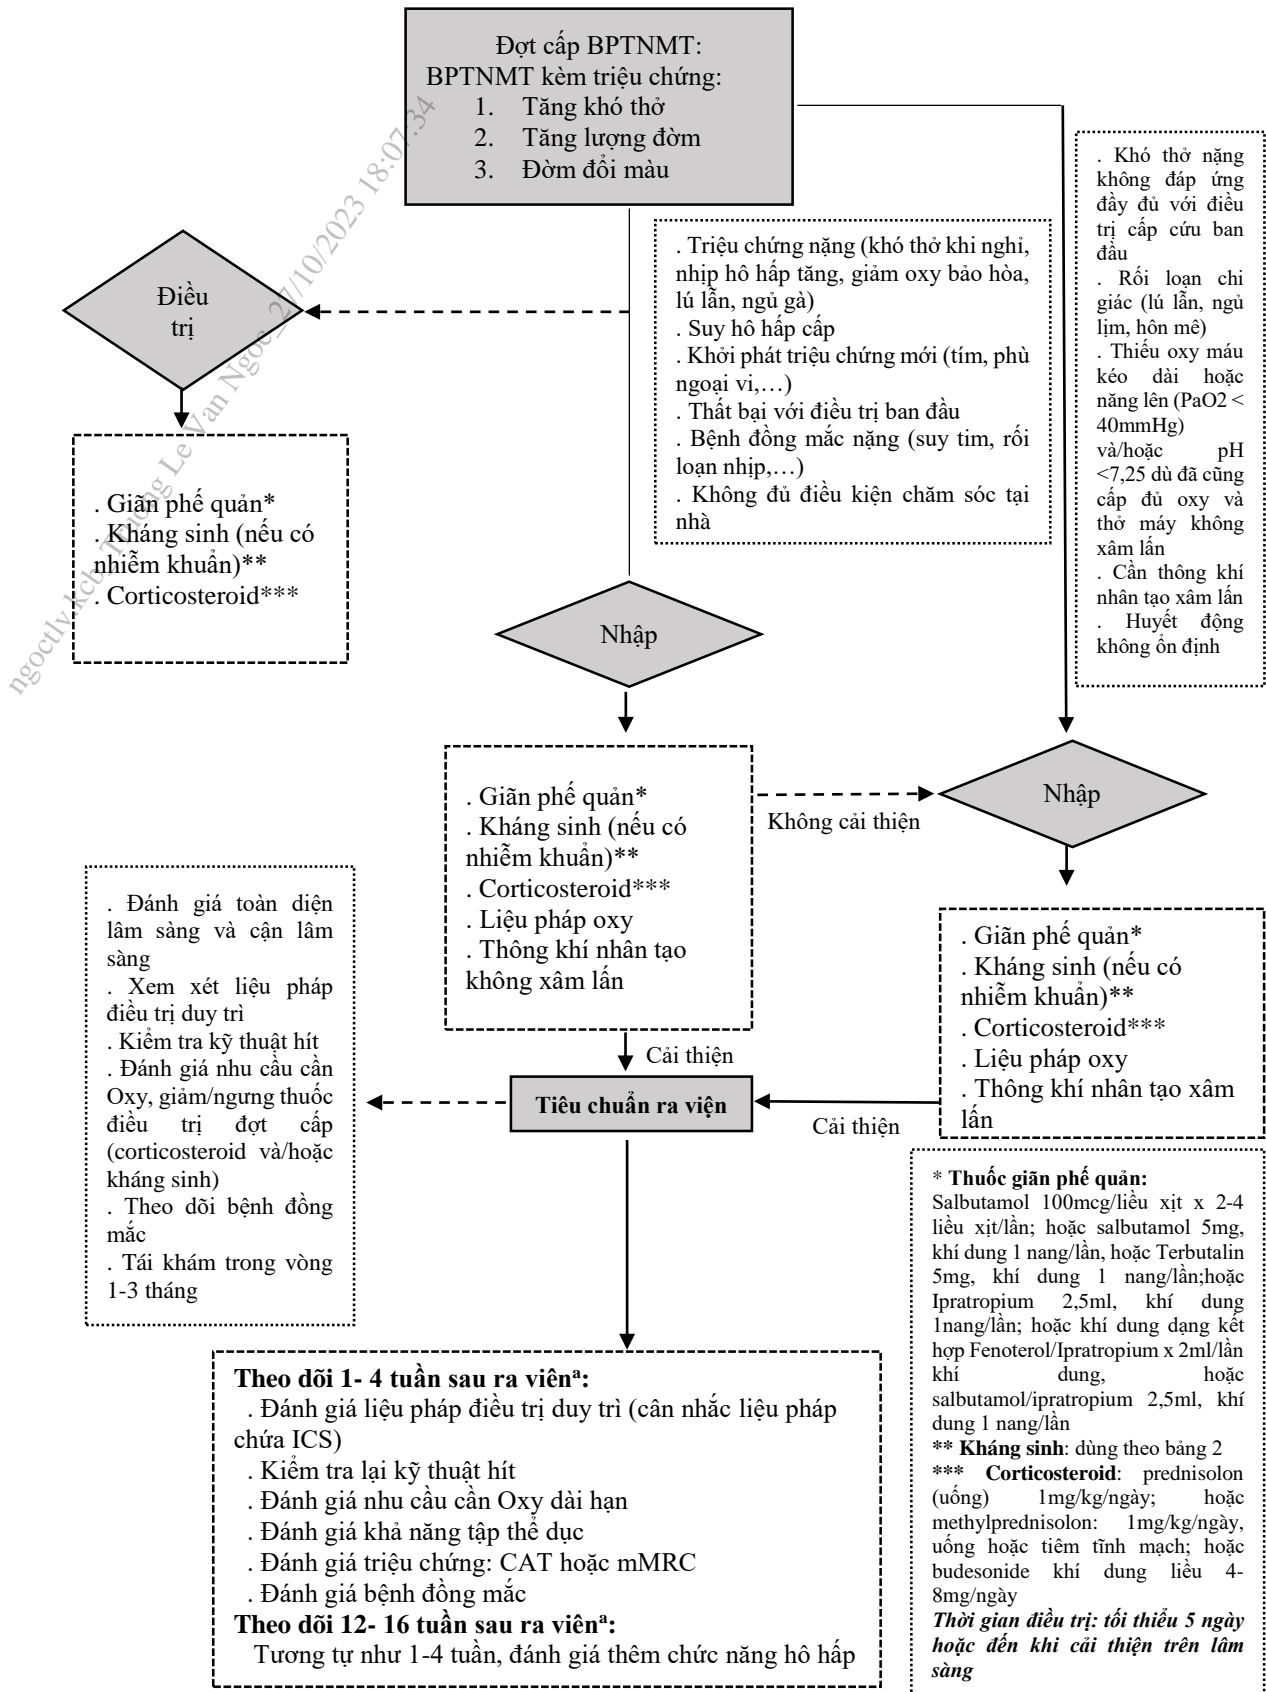 Đợt cấp BPTNMT:
BPTNMT kèm triệu chứng:
1. Tăng khó thở
2. Tăng lượng đờm
3. Đờm đổi màu
. Khó thở nặng
không đáp ứng
đầy đủ với điều
trị cấp cứu ban
đầu
. Rối loạn chi
giác (lú lẫn, ngủ
lịm, hôn mê)
. Thiếu oxy máu
kéo dài hoặc
năng lên (PaO2 <
40mmHg)
và/hoặc pH
<7,25 dù đã cũng
cấp đủ oxy và
thở máy không
xâm lấn
. Cần thông khí
nhân tạo xâm lấn
. Huyết động
không ổn định
. Triệu chứng nặng (khó thở khi nghỉ,
nhịp hô hấp tăng, giảm oxy bảo hòa,
lú lẫn, ngủ gà)
. Suy hô hấp cấp
. Khởi phát triệu chứng mới (tím, phù
ngoại vi,…)
. Thất bại với điều trị ban đầu
. Bệnh đồng mắc nặng (suy tim, rối
loạn nhịp,…)
. Không đủ điều kiện chăm sóc tại
nhà
Điều
trị
. Giãn phế quản*
. Kháng sinh (nếu có
nhiễm khuẩn)**
. Corticosteroid***
ngoctlv.kcb_Truong Le Van Ngoc_27/10/2023 18:07:34
Nhập
. Giãn phế quản*
. Kháng sinh (nếu có
nhiễm khuẩn)**
. Corticosteroid***
. Liệu pháp oxy
. Thông khí nhân tạo
không xâm lấn
Không cải thiện
Nhập
. Giãn phế quản*
. Kháng sinh (nếu có
nhiễm khuẩn)**
. Corticosteroid***
. Liệu pháp oxy
. Thông khí nhân tạo xâm
lấn
Cải thiện
Cải thiện
Tiêu chuẩn ra viện
. Đánh giá toàn diện
lâm sàng và cận lâm
sàng
. Xem xét liệu pháp
điều trị duy trì
. Kiểm tra kỹ thuật hít
. Đánh giá nhu cầu cần
Oxy, giảm/ngưng thuốc
điều trị đợt cấp
(corticosteroid và/hoặc
kháng sinh)
. Theo dõi bệnh đồng
mắc
. Tái khám trong vòng
1-3 tháng
Theo dõi 1- 4 tuần sau ra viênᵃ:
. Đánh giá liệu pháp điều trị duy trì (cân nhắc liệu pháp
chứa ICS)
. Kiểm tra lại kỹ thuật hít
. Đánh giá nhu cầu cần Oxy dài hạn
. Đánh giá khả năng tập thể dục
. Đánh giá triệu chứng: CAT hoặc mMRC
. Đánh giá bệnh đồng mắc
Theo dõi 12- 16 tuần sau ra viênᵃ:
Tương tự như 1-4 tuần, đánh giá thêm chức năng hô hấp
* Thuốc giãn phế quản:
Salbutamol 100mcg/liều xịt x 2-4
liều xịt/lần; hoặc salbutamol 5mg,
khí dung 1 nang/lần, hoặc Terbutalin
5mg, khí dung 1 nang/lần;hoặc
Ipratropium 2,5ml, khí dung
1nang/lần; hoặc khí dung dạng kết
hợp Fenoterol/Ipratropium x 2ml/lần
khí dung, hoặc
salbutamol/ipratropium 2,5ml, khí
dung 1 nang/lần
** Kháng sinh: dùng theo bảng 2
*** Corticosteroid: prednisolon
(uống) 1mg/kg/ngày; hoặc
methylprednisolon: 1mg/kg/ngày,
uống hoặc tiêm tĩnh mạch; hoặc
budesonide khí dung liều 4-
8mg/ngày
Thời gian điều trị: tối thiểu 5 ngày
hoặc đến khi cải thiện trên lâm
sàng